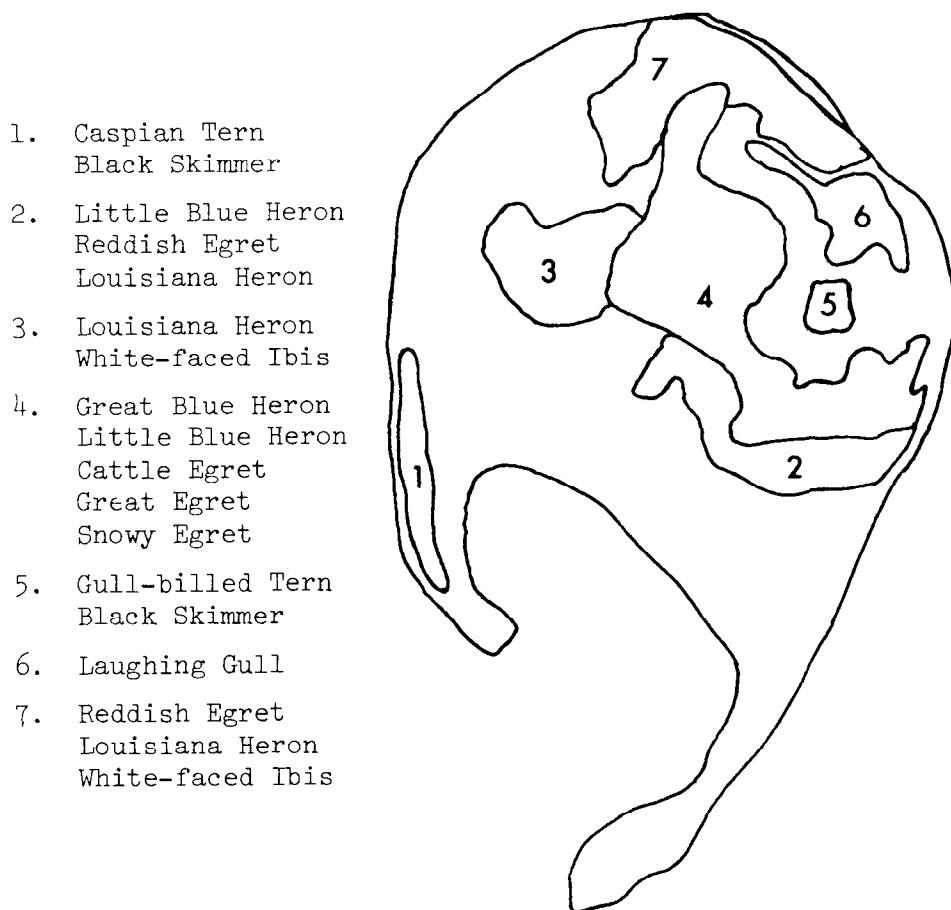 1. Caspian Tern
Black Skimmer
2. Little Blue Heron
Reddish Egret
Louisiana Heron
3. Louisiana Heron
White-faced Ibis
4. Great Blue Heron
Little Blue Heron
Cattle Egret
Great Egret
Snowy Egret
5. Gull-billed Tern
Black Skimmer
6. Laughing Gull
7. Reddish Egret
Louisiana Heron
White-faced Ibis
7
6
3
4
5
1
2